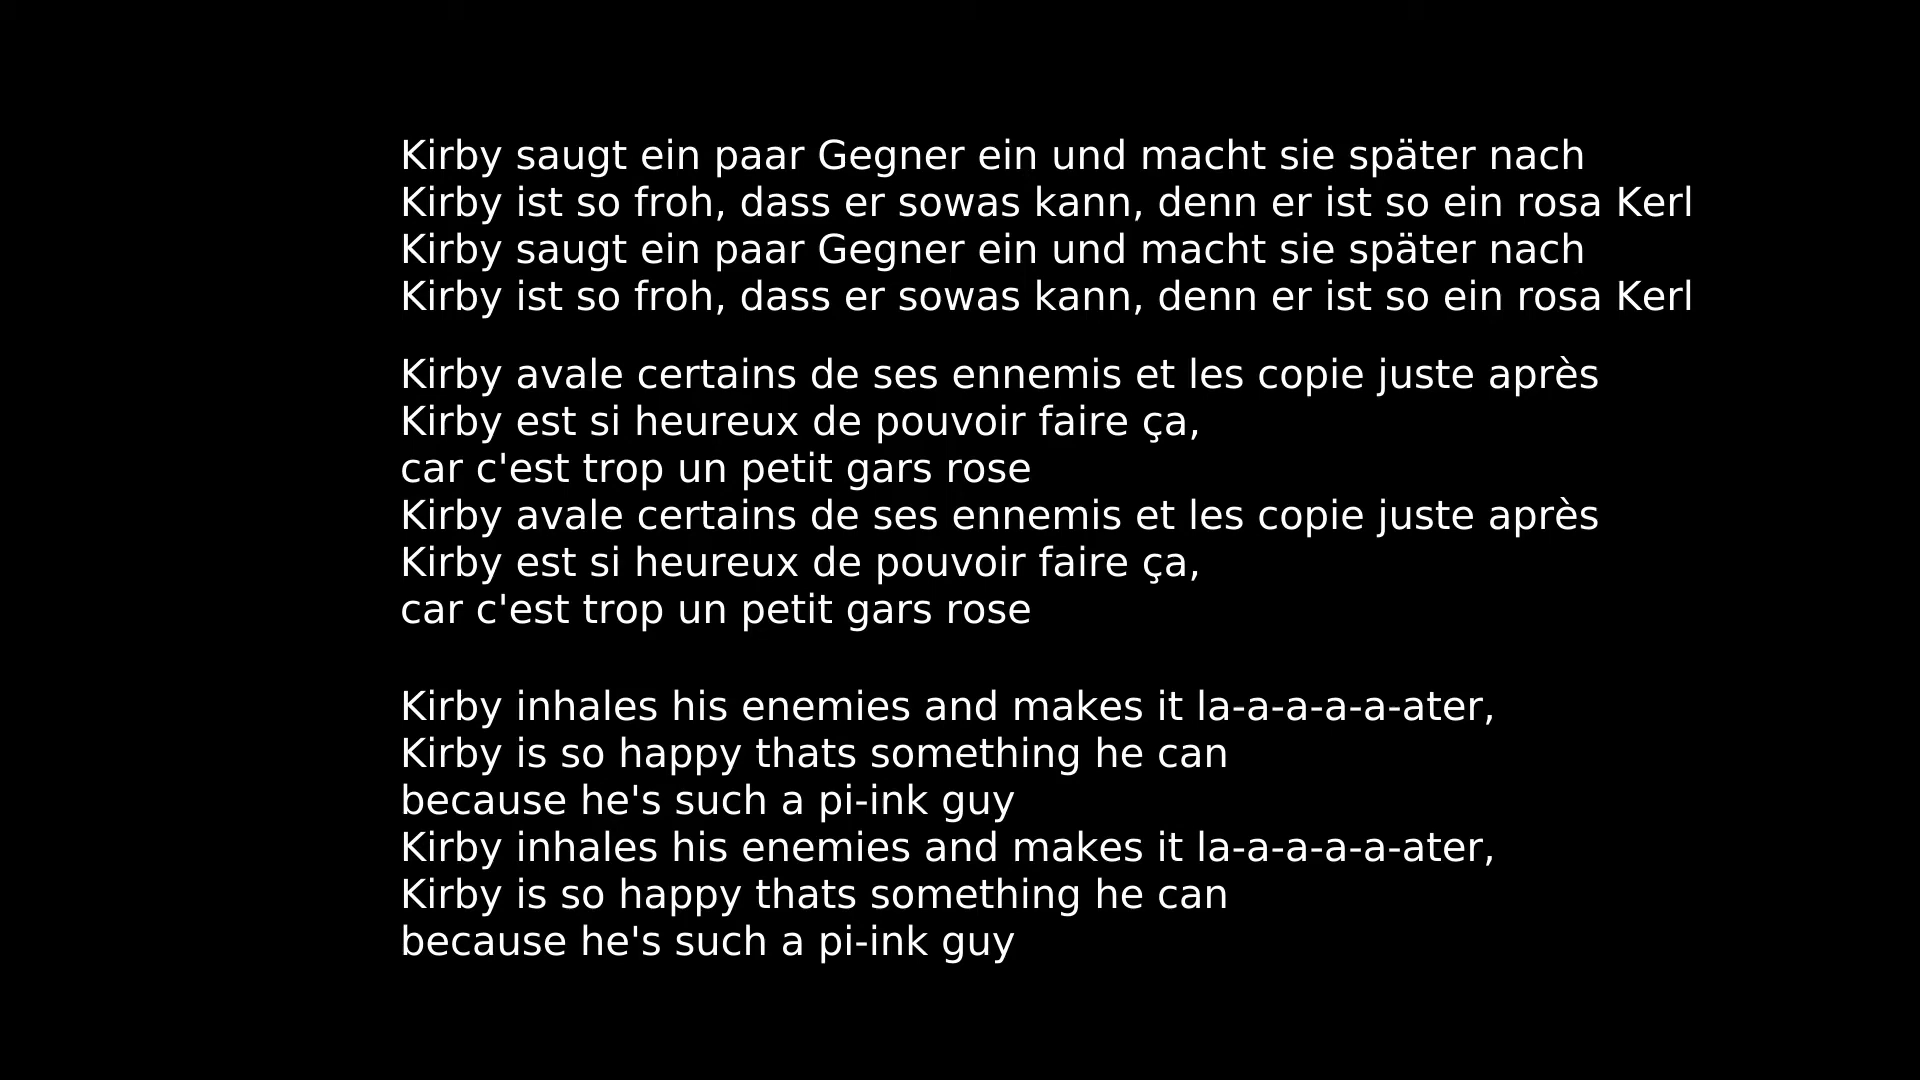 Kirby saugt ein paar Gegner ein und macht sie später nach
Kirby ist so froh, dass er sowas kann, denn er ist so ein rosa Kerl
Kirby saugt ein paar Gegner ein und macht sie später nach
Kirby ist so froh, dass er sowas kann, denn er ist so ein rosa Kerl
Kirby avale certains de ses ennemis et les copie juste après
Kirby est si heureux de pouvoir faire ça,
car c'est trop un petit gars rose
Kirby avale certains de ses ennemis et les copie juste après
Kirby est si heureux de pouvoir faire ça,
car c'est trop un petit gars rose
Kirby inhales his enemies and makes it la-a-a-a-a-ater,
Kirby is so happy thats something he can
because he's such a pi-ink guy
Kirby inhales his enemies and makes it la-a-a-a-a-ater,
Kirby is so happy thats something he can
because he's such a pi-ink guy